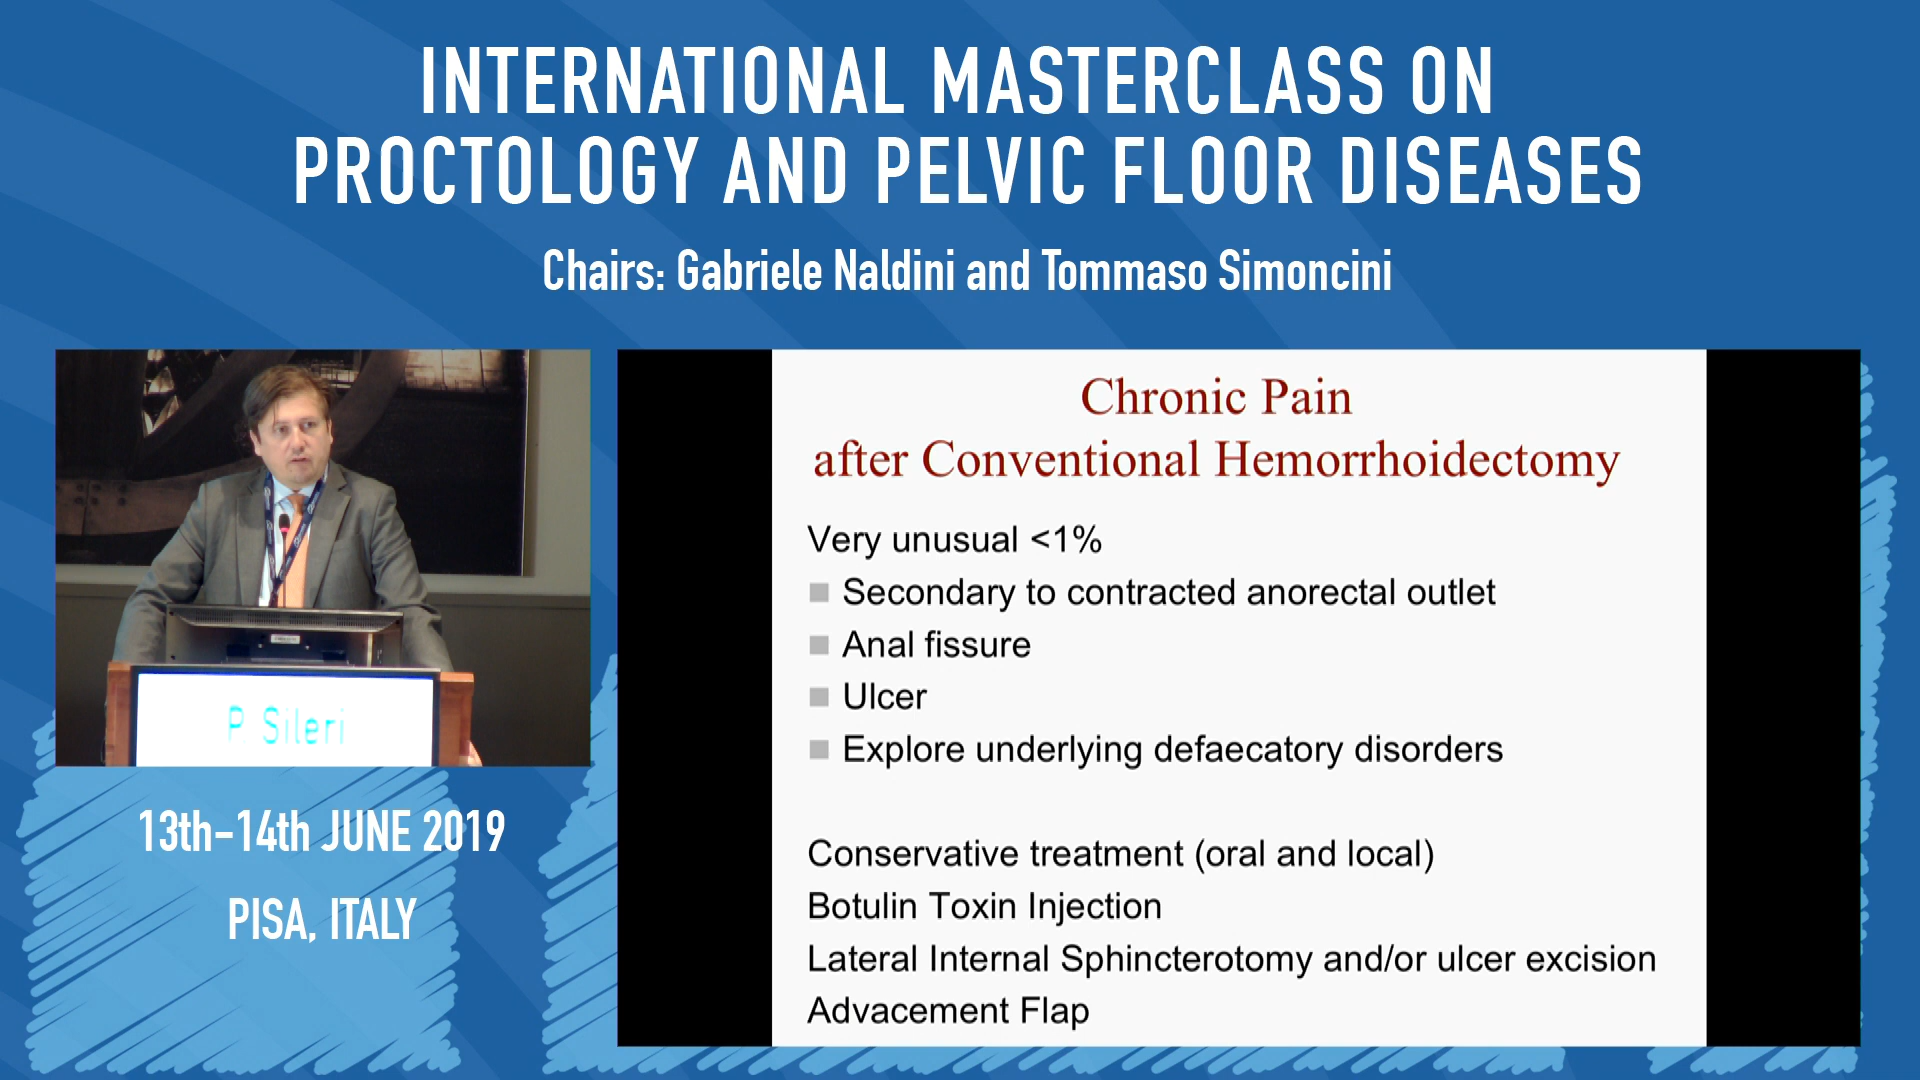 INTERNATIONAL MASTERCLASS ON
PROCTOLOGY AND PELVIC FLOOR DISEASES
Chairs: Gabriele Naldini and Tommaso Simoncini
P. Sileri
13th-14th JUNE 2019
PISA, ITALY
Chronic Pain
after Conventional Hemorrhoidectomy
Very unusual <1%
Secondary to contracted anorectal outlet
Anal fissure
Ulcer
Explore underlying defaecatory disorders
Conservative treatment (oral and local)
Botulin Toxin Injection
Lateral Internal Sphincterotomy and/or ulcer excision
Advacement Flap